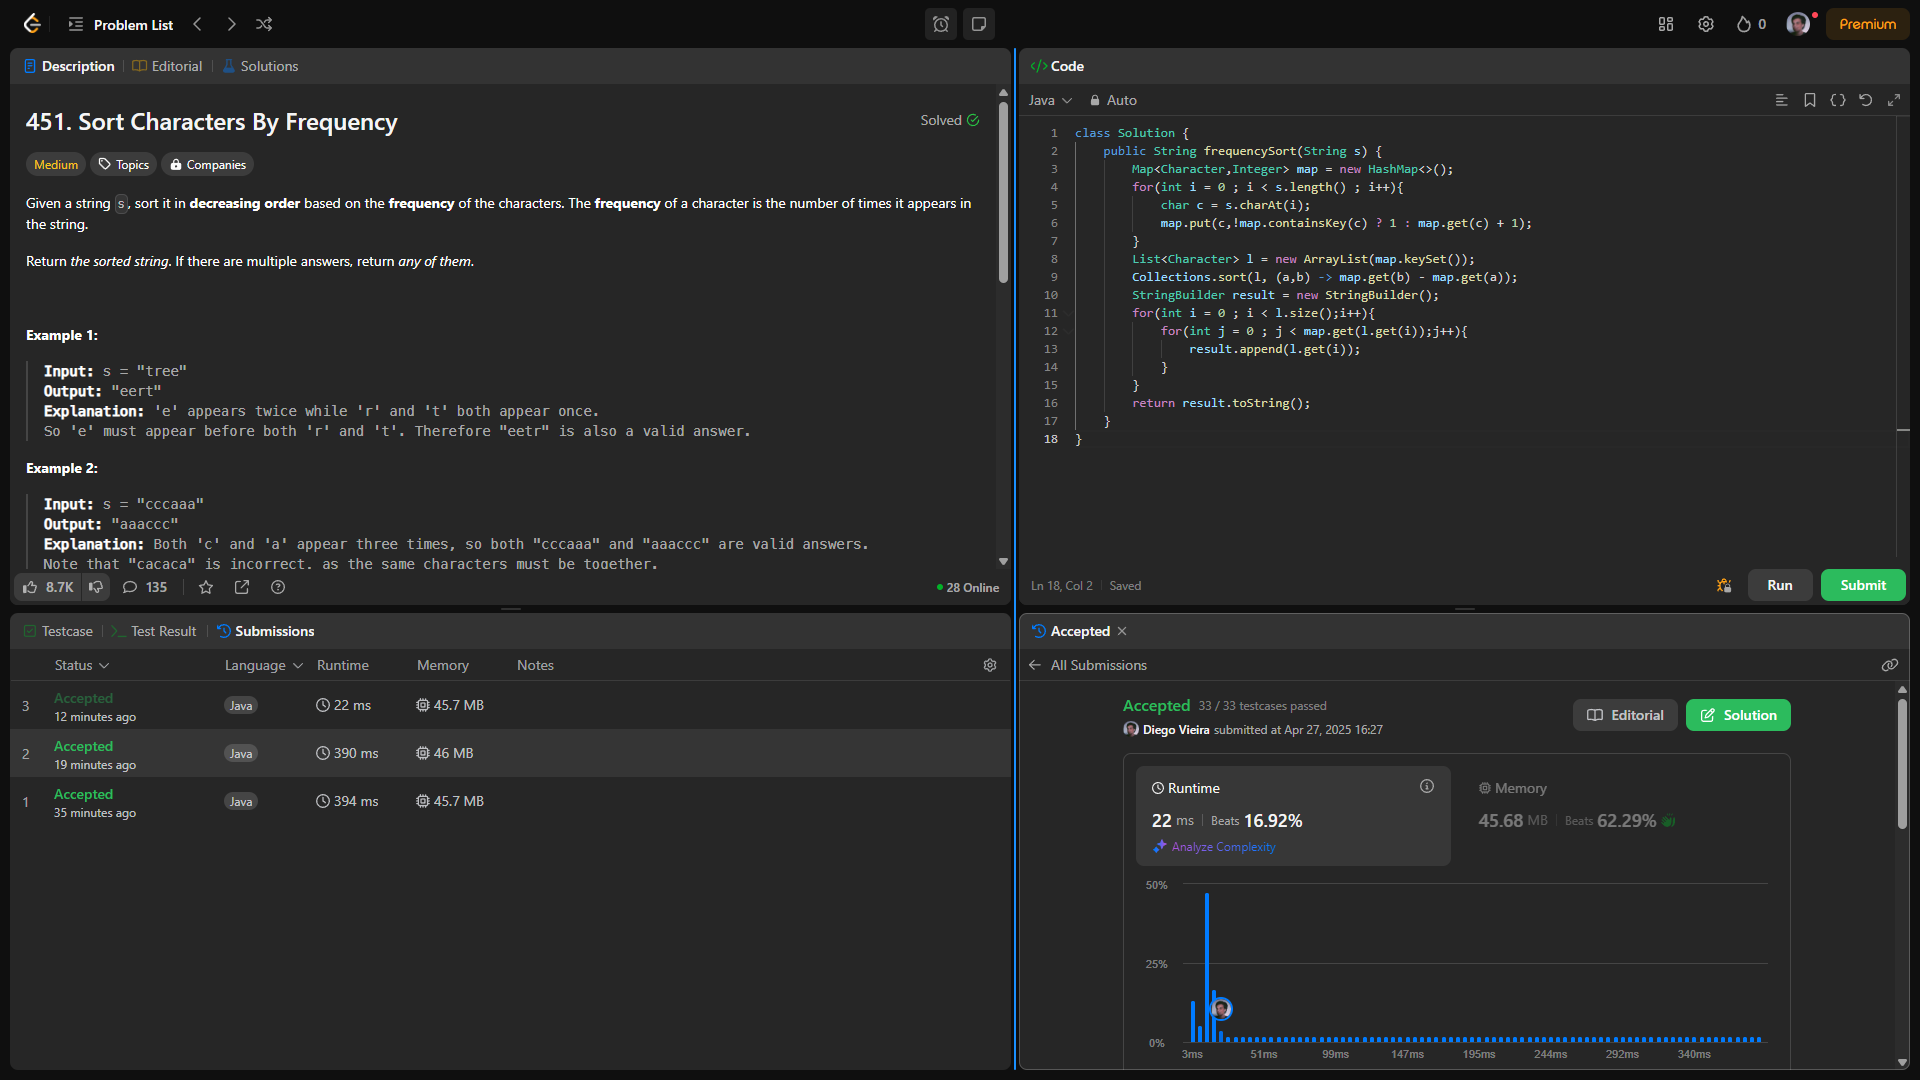 Problem List
0
Premium
Description
Editorial
Solutions
451. Sort Characters By Frequency
Solved
Medium
Topics
Companies
Given a string s, sort it in decreasing order based on the frequency of the characters. The frequency of a character is the number of times it appears in
the string.
Return the sorted string. If there are multiple answers, return any of them.
Example 1:
Input: s = "tree"
Output: "eert"
Explanation: 'e' appears twice while 'r' and 't' both appear once.
So 'e' must appear before both 'r' and 't'. Therefore "eetr" is also a valid answer.
Example 2:
Input: s = "cccaaa"
Output: "aaaccc"
Explanation: Both 'c' and 'a' appear three times, so both "cccaaa" and "aaaccc" are valid answers.
Note that "cacaca" is incorrect, as the same characters must be together.
8.7K
135
28 Online
Code
Java
Auto
1 class Solution {
2 public String frequencySort(String s) {
3 Map<Character,Integer> map = new HashMap<>();
4 for(int i = 0 ; i < s.length() ; i++){
5 char c = s.charAt(i);
6 map.put(c,!map.containsKey(c) ? 1 : map.get(c) + 1);
7 }
8 List<Character> l = new ArrayList(map.keySet());
9 Collections.sort(l, (a,b) -> map.get(b) - map.get(a));
10 StringBuilder result = new StringBuilder();
11 for(int i = 0 ; i < l.size();i++){
12 for(int j = 0 ; j < map.get(l.get(i));j++){
13 result.append(l.get(i));
14 }
15 }
16 return result.toString();
17 }
18 }
Ln 18, Col 2
Saved
Run
Submit
Testcase
Test Result
Submissions
Status Language Runtime Memory Notes
3 Accepted Java 22 ms 45.7 MB
12 minutes ago
2 Accepted Java 390 ms 46 MB
19 minutes ago
1 Accepted Java 394 ms 45.7 MB
35 minutes ago
Accepted
All Submissions
Accepted 33 / 33 testcases passed
Diego Vieira submitted at Apr 27, 2025 16:27
Editorial
Solution
Runtime
22 ms Beats 16.92%
Analyze Complexity
Memory
45.68 MB Beats 62.29%
50%
25%
0%
3ms 51ms 99ms 147ms 195ms 244ms 292ms 340ms